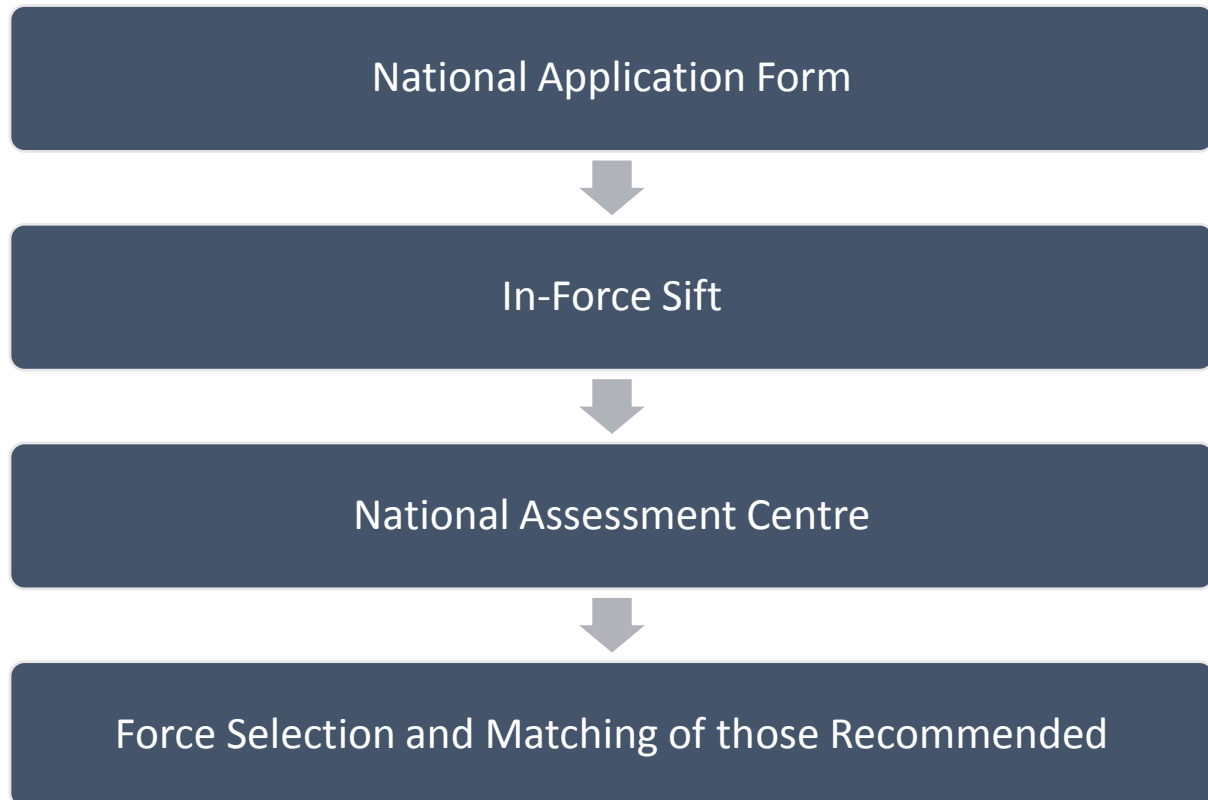 National Application Form
In-Force Sift
National Assessment Centre
Force Selection and Matching of those Recommended